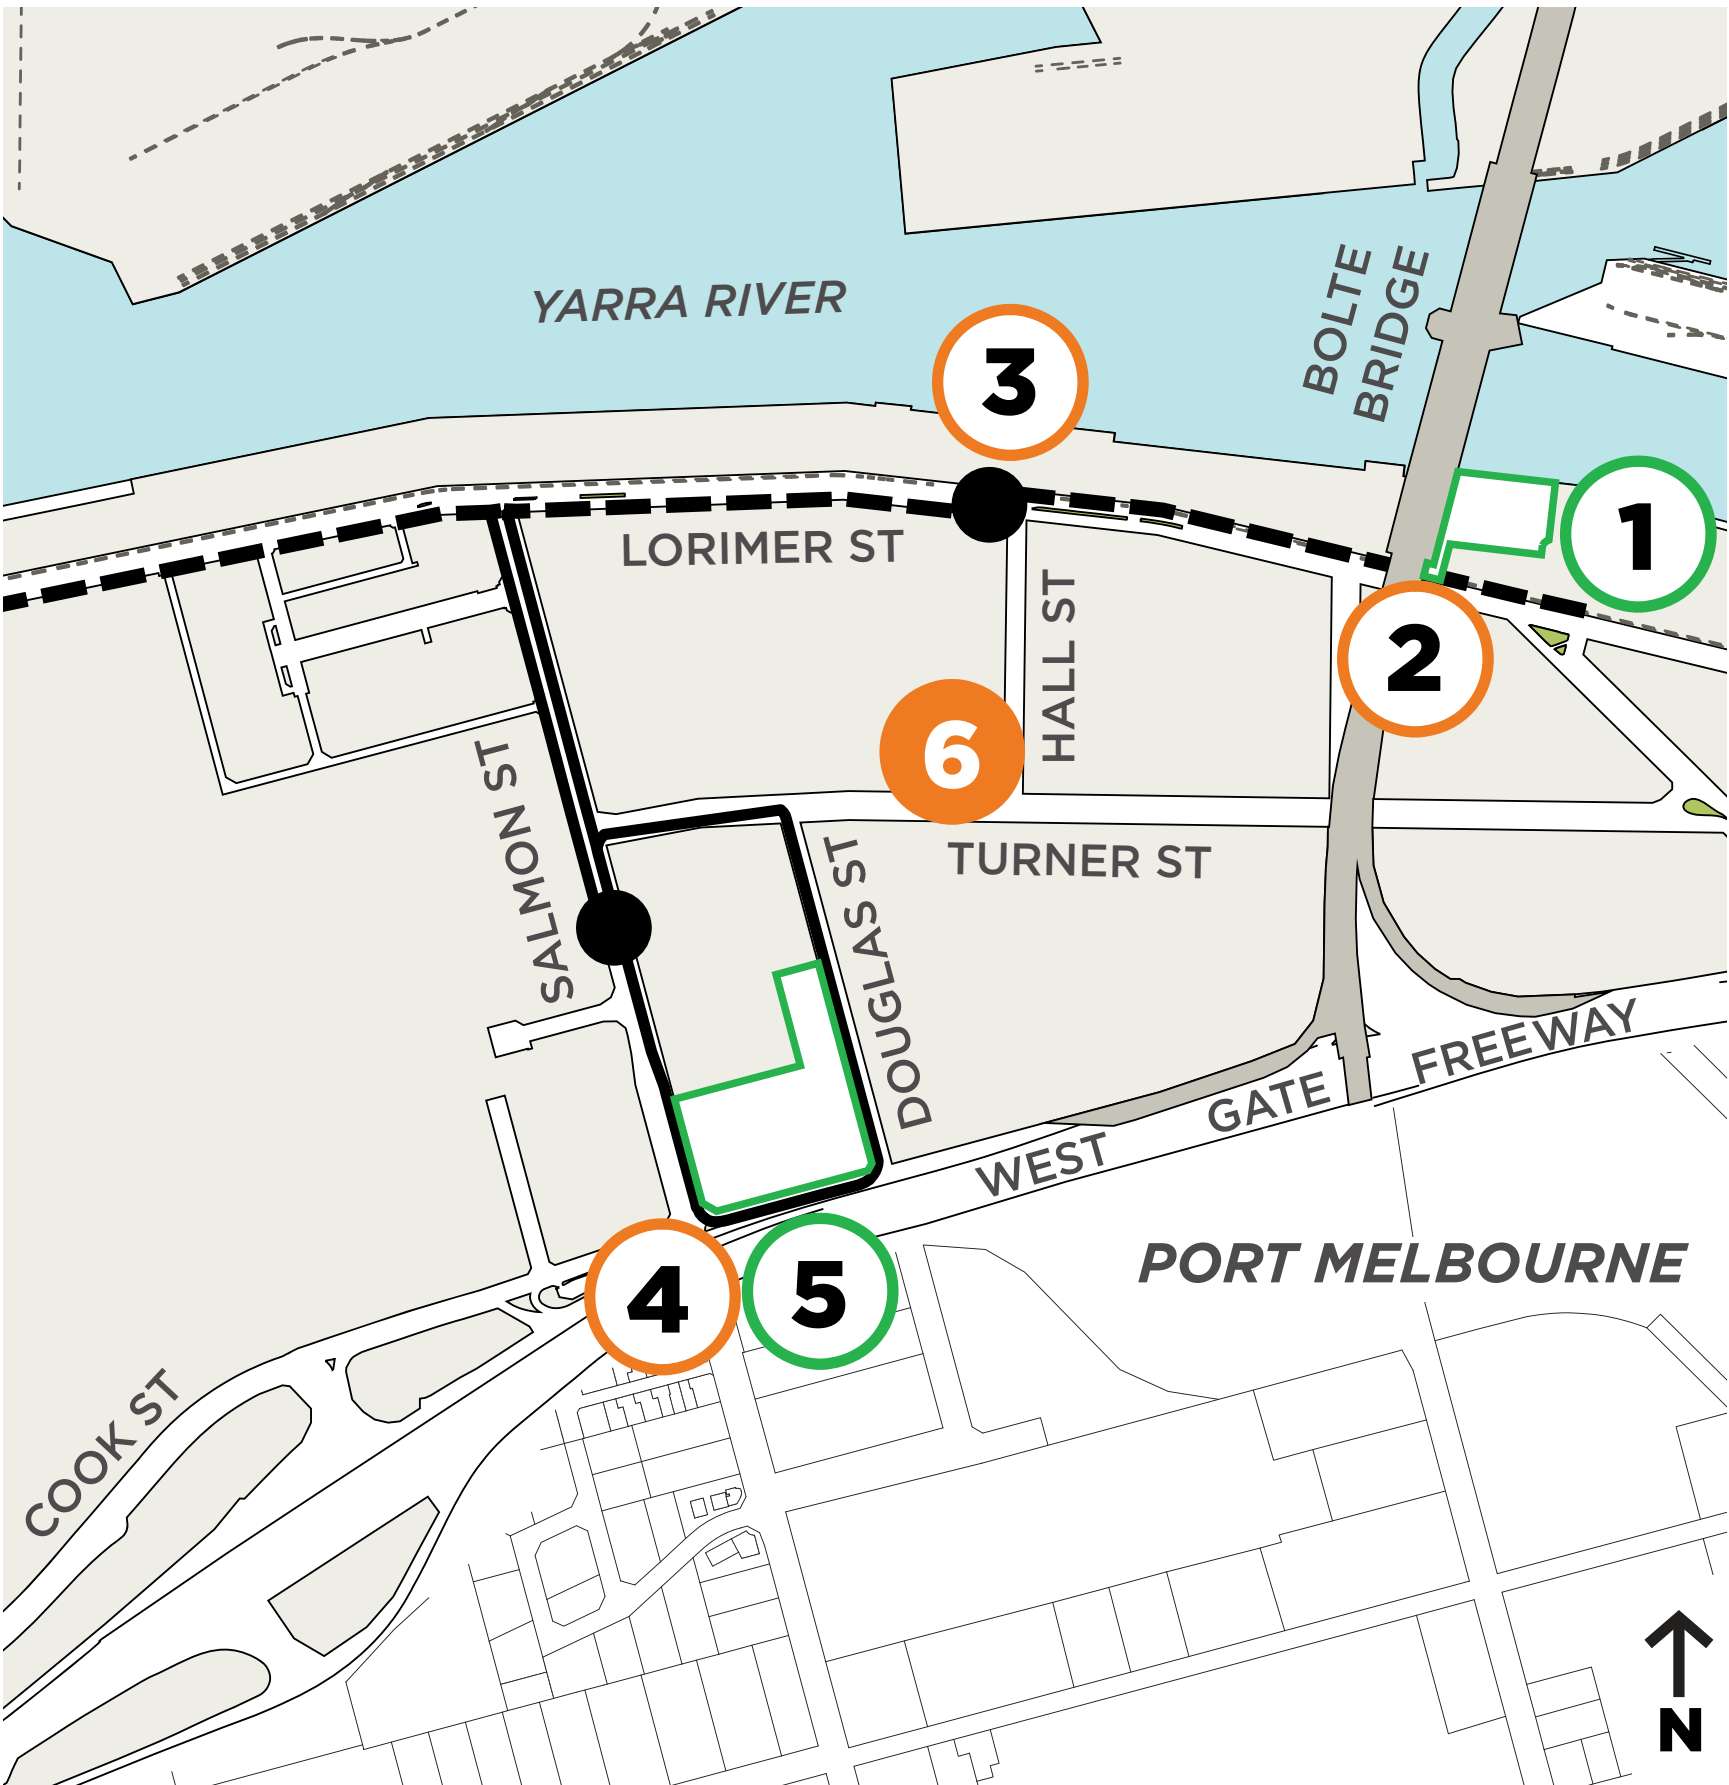 YARRA RIVER
BOLTE
BRIDGE
3
1
LORIMER ST
HALL ST
2
6
SALMON ST
TURNER ST
DOUGLAS ST
WEST GATE FREEWAY
PORT MELBOURNE
4
5
COOK ST
N